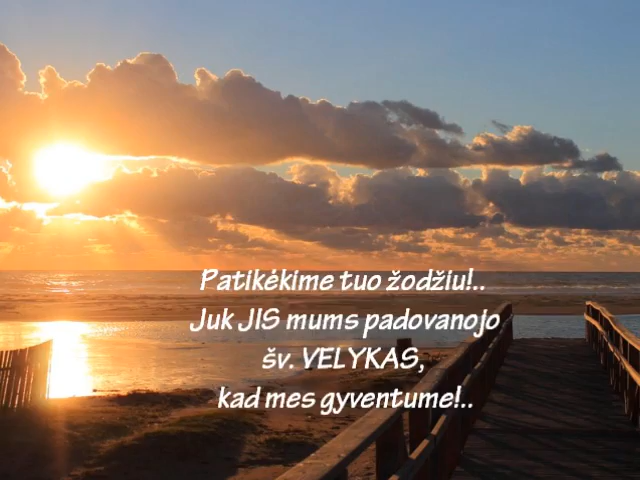 Patikėkime tuo žodžiu!..
Juk JIS mums padovanojo
šv. VELYKAS,
kad mes gyventume!..